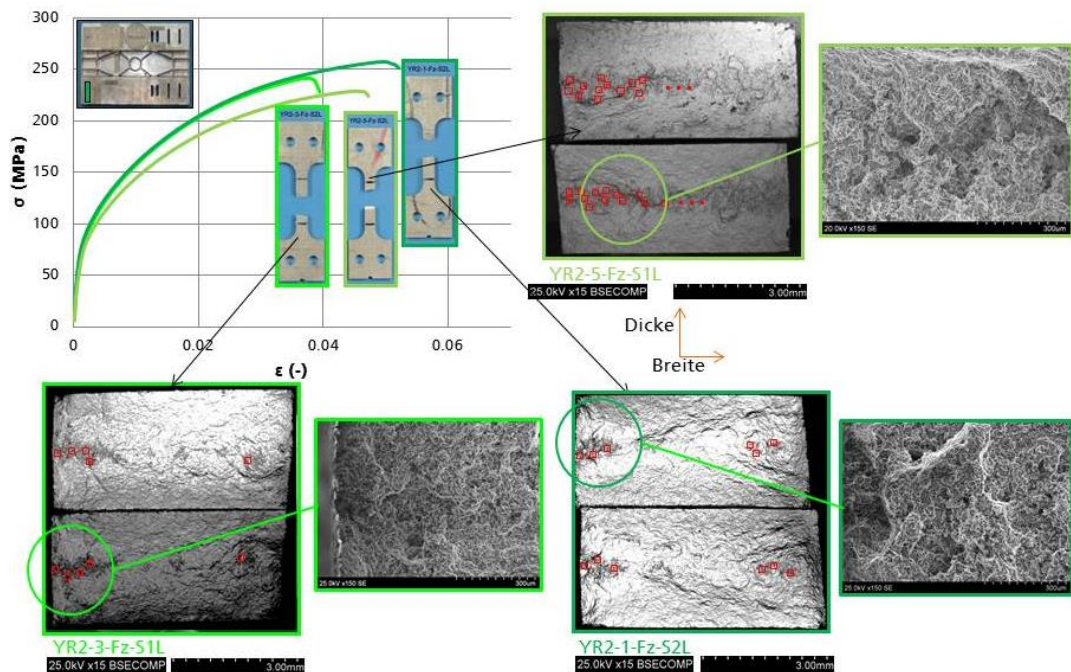 300
250
200
150
100
50
0
σ (MPa)
0
0.02
0.04
0.06
ε (-)
YR2-3-Fz-S2L
YR2-5-Fz-S2L
YR2-1-Fz-S2L
YR2-5-Fz-S1L
25.0kV x15 BSECOMP
3.00mm
20.0kV x150 SE
300um
Dicke
Breite
YR2-3-Fz-S1L
25.0kV x15 BSECOMP
3.00mm
25.0kV x150 SE
300um
YR2-1-Fz-S2L
25.0kV x15 BSECOMP
3.00mm
25.0kV x150 SE
300um